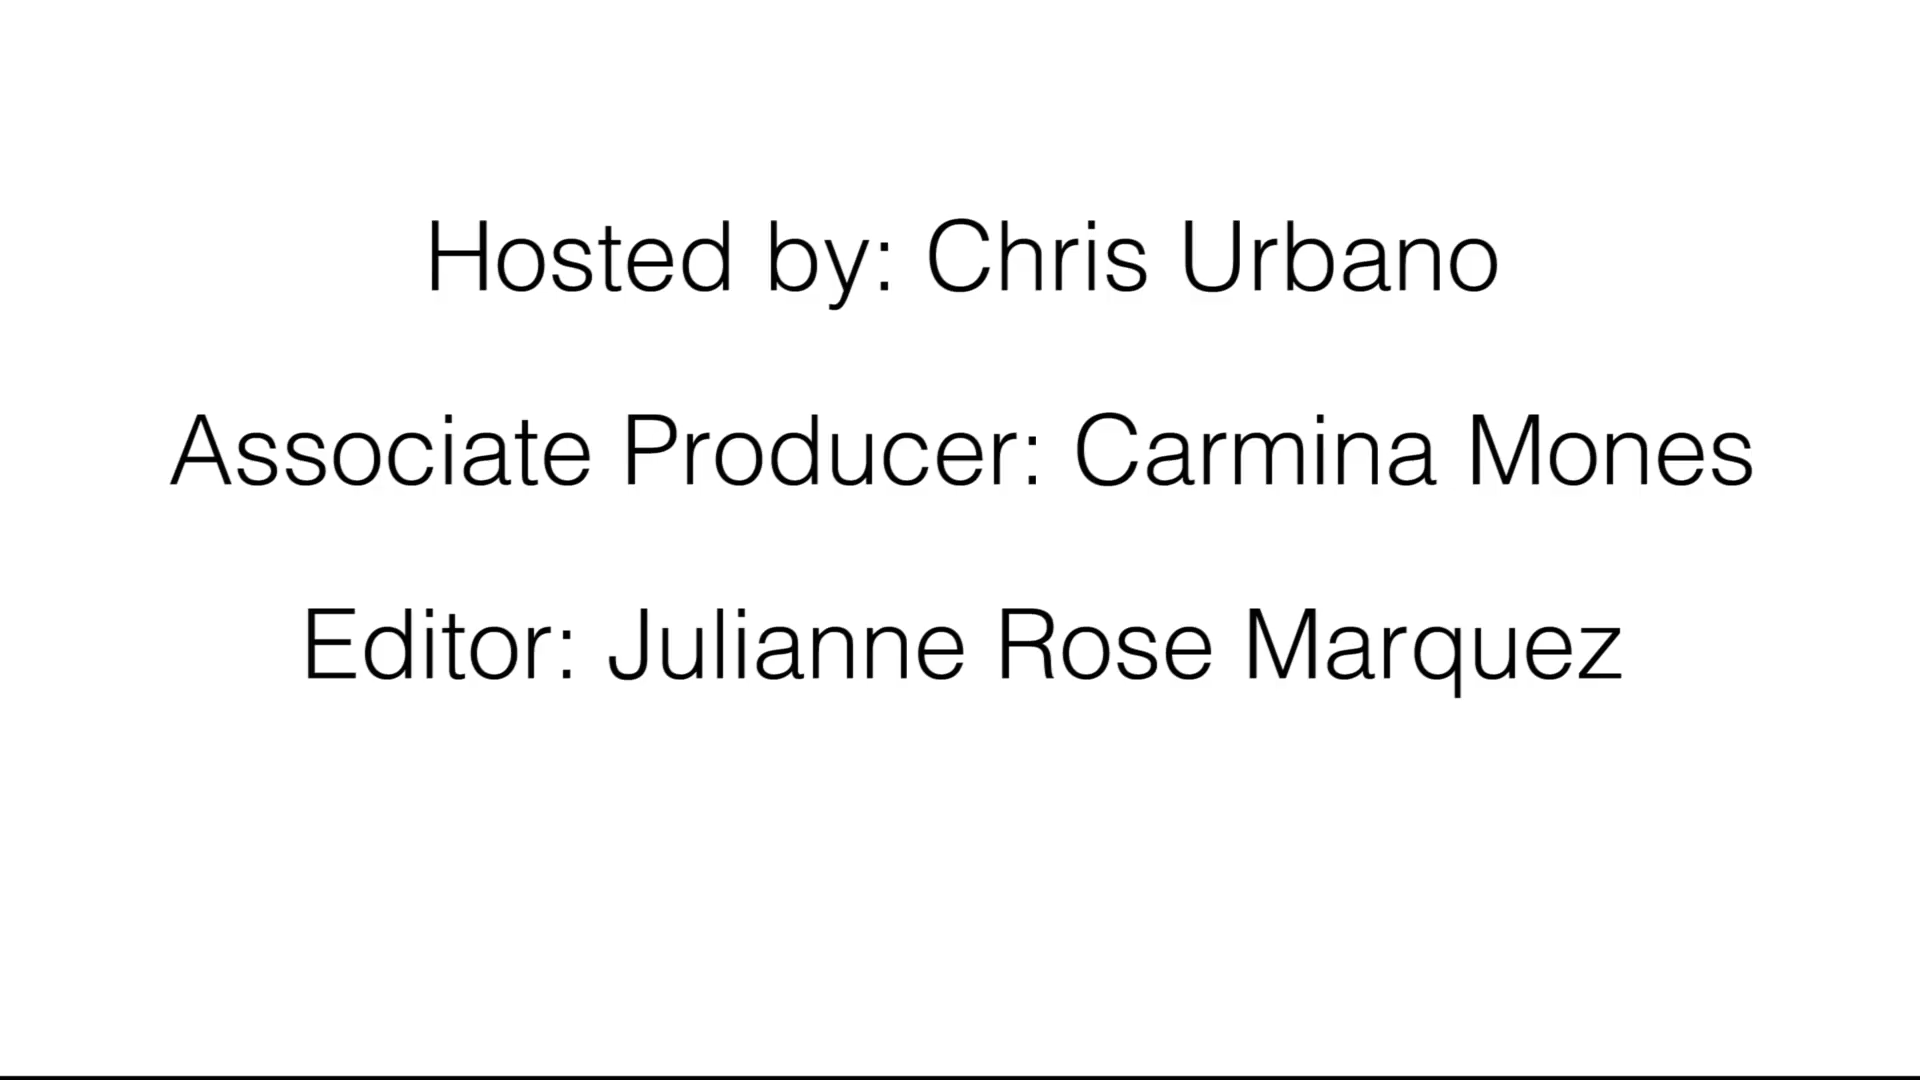 Hosted by: Chris Urbano
Associate Producer: Carmina Mones
Editor: Julianne Rose Marquez